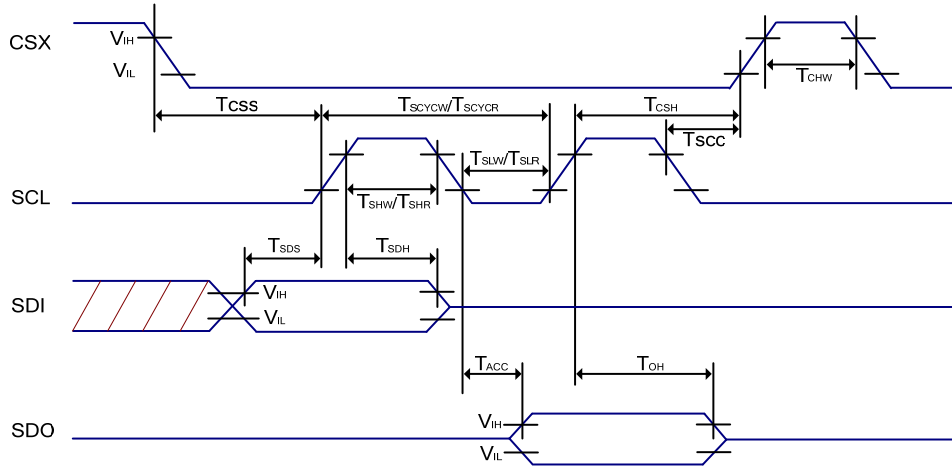 CSX
VIH
VIL
TCHW
TCSS
TSCYCW/TSCYCR
TCSH
TSCC
TSLW/TSLR
SCL
TSHW/TSHR
TSDS
TSDH
SDI
VIH
VIL
TACC
TOH
SDO
VIH
VIL